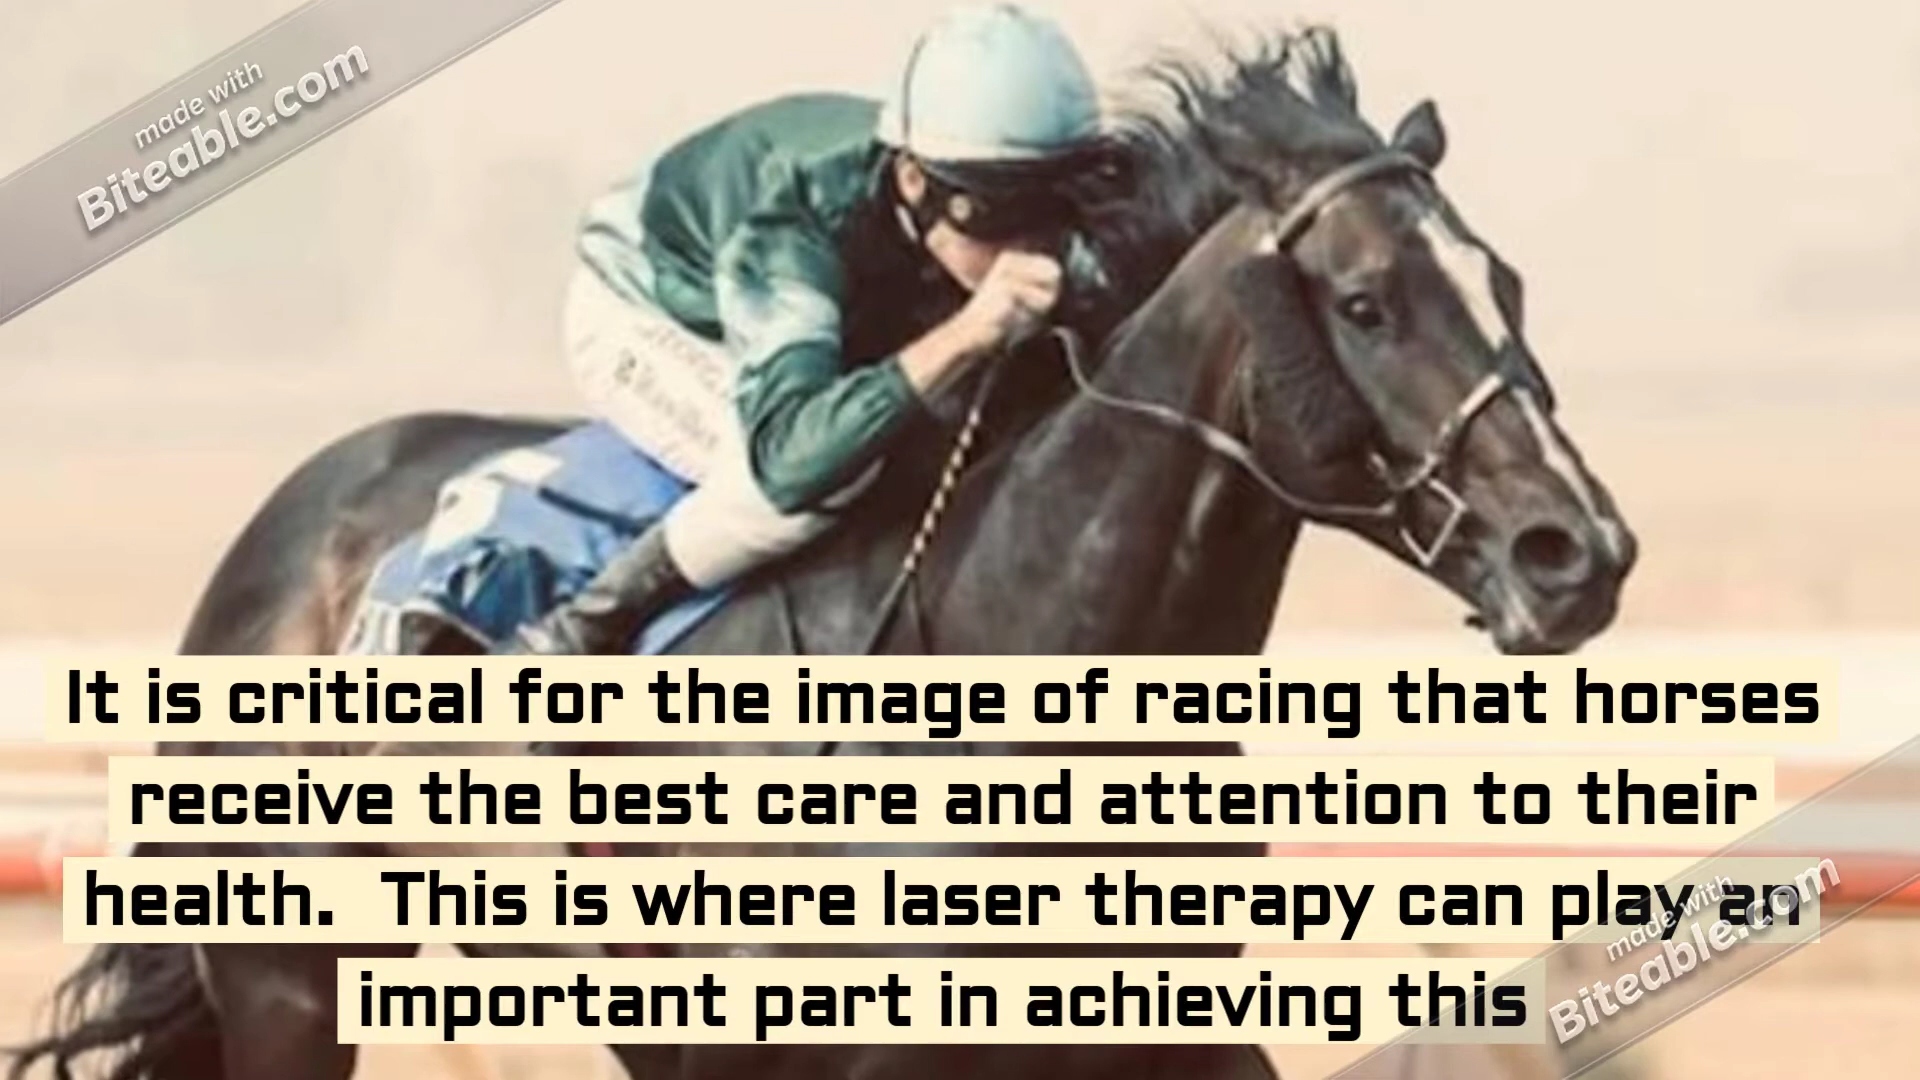 made with
Biteable.com
It is critical for the image of racing that horses
receive the best care and attention to their
health. This is where laser therapy can play an
important part in achieving this
made with
Biteable.com